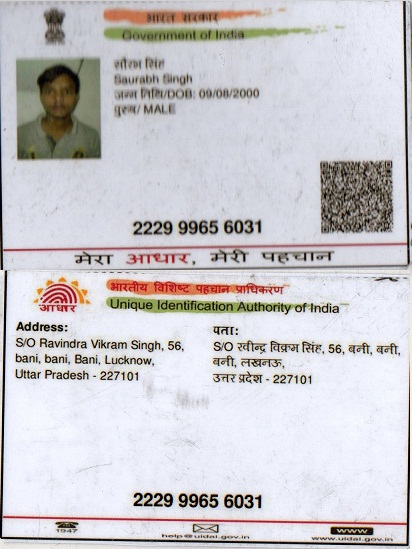 भारत सरकार
Government of India
सौरभ सिंह
Saurabh Singh
जन्म तिथि/DOB: 09/08/2000
पुरुष/ MALE
2229 9965 6031
मेरा आधार, मेरी पहचान
भारतीय विशिष्ट पहचान प्राधिकरण
Unique Identification Authority of India
आधार
Address:
S/O Ravindra Vikram Singh, 56,
bani, bani, Bani, Lucknow,
Uttar Pradesh - 227101
पता:
S/O रवीन्द्र विक्रम सिंह, 56, बनी, बनी,
बनी, लखनऊ,
उत्तर प्रदेश - 227101
2229 9965 6031
1947
help@uidai.gov.in
www
www.uidai.gov.in